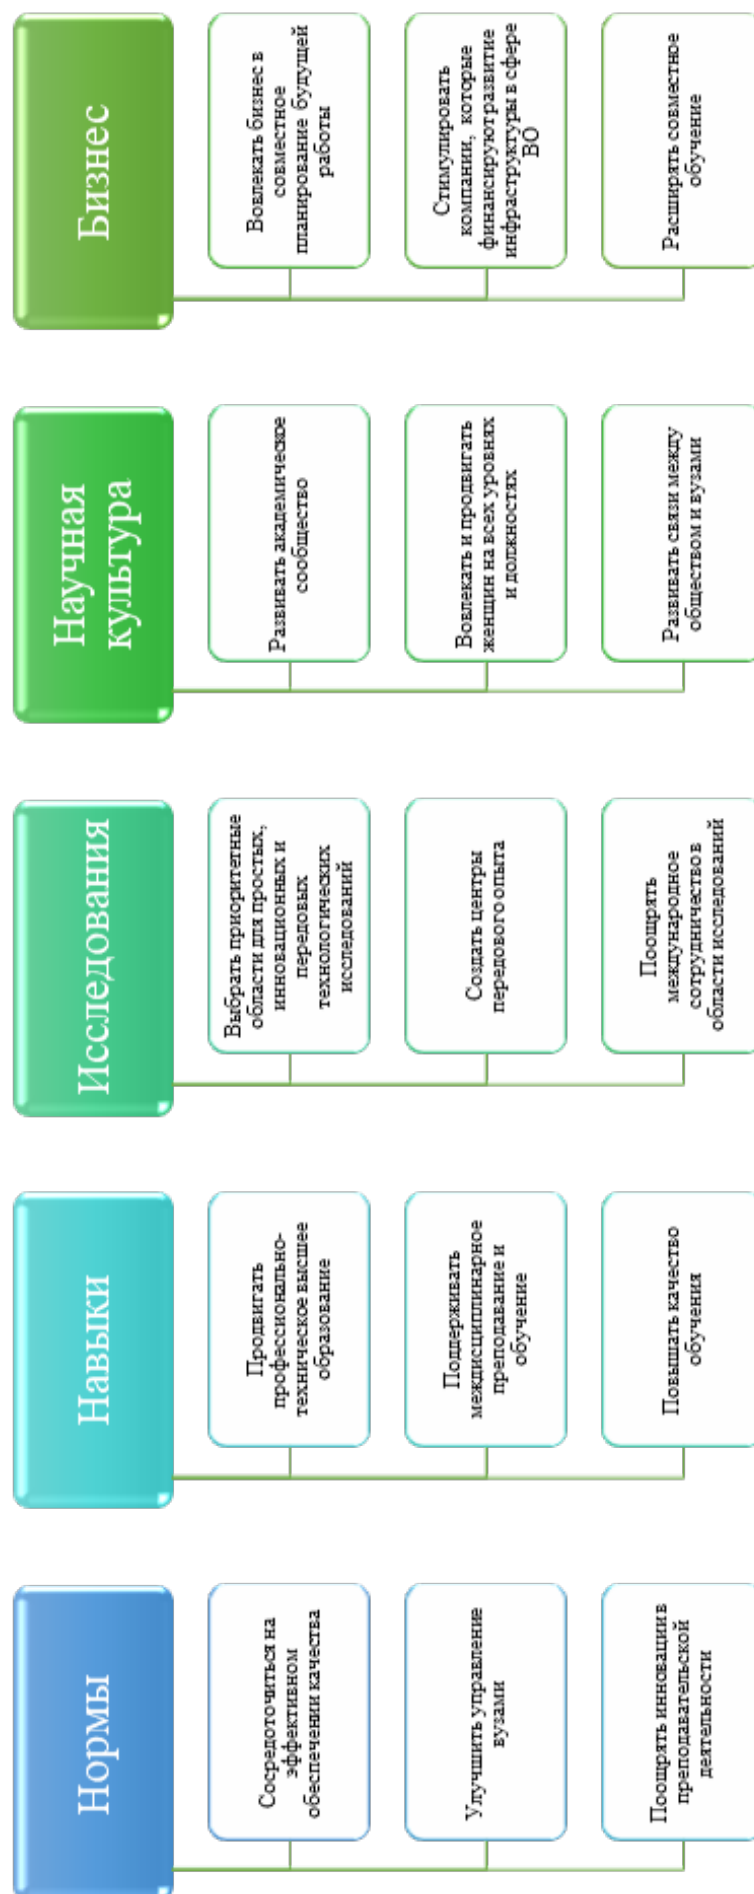 Нормы
Сосредоточиться на
эффективном
обеспечении качества
Улучшить управление
вузами
Поощрять инновации в
преподавательской
деятельности
Навыки
Продвигать
профессионально-
техническое высшее
образование
Поддерживать
междисциплинарное
преподавание и
обучение
Повышать качество
обучения
Исследования
Выбрать приоритетные
области для простых,
инновационных и
передовых
технологических
исследований
Создать центры
передового опыта
Поощрять
международное
сотрудничество в
области исследований
Научная
культура
Развивать академическое
сообщество
Вовлекать и продвигать
женщин на всех уровнях
и должностях
Развивать связи между
обществом и вузами
Бизнес
Вовлекать бизнес в
совместное
планирование будущей
работы
Стимулировать
компании, которые
финансируют развитие
инфраструктуры в сфере
ВО
Расширять совместное
обучение